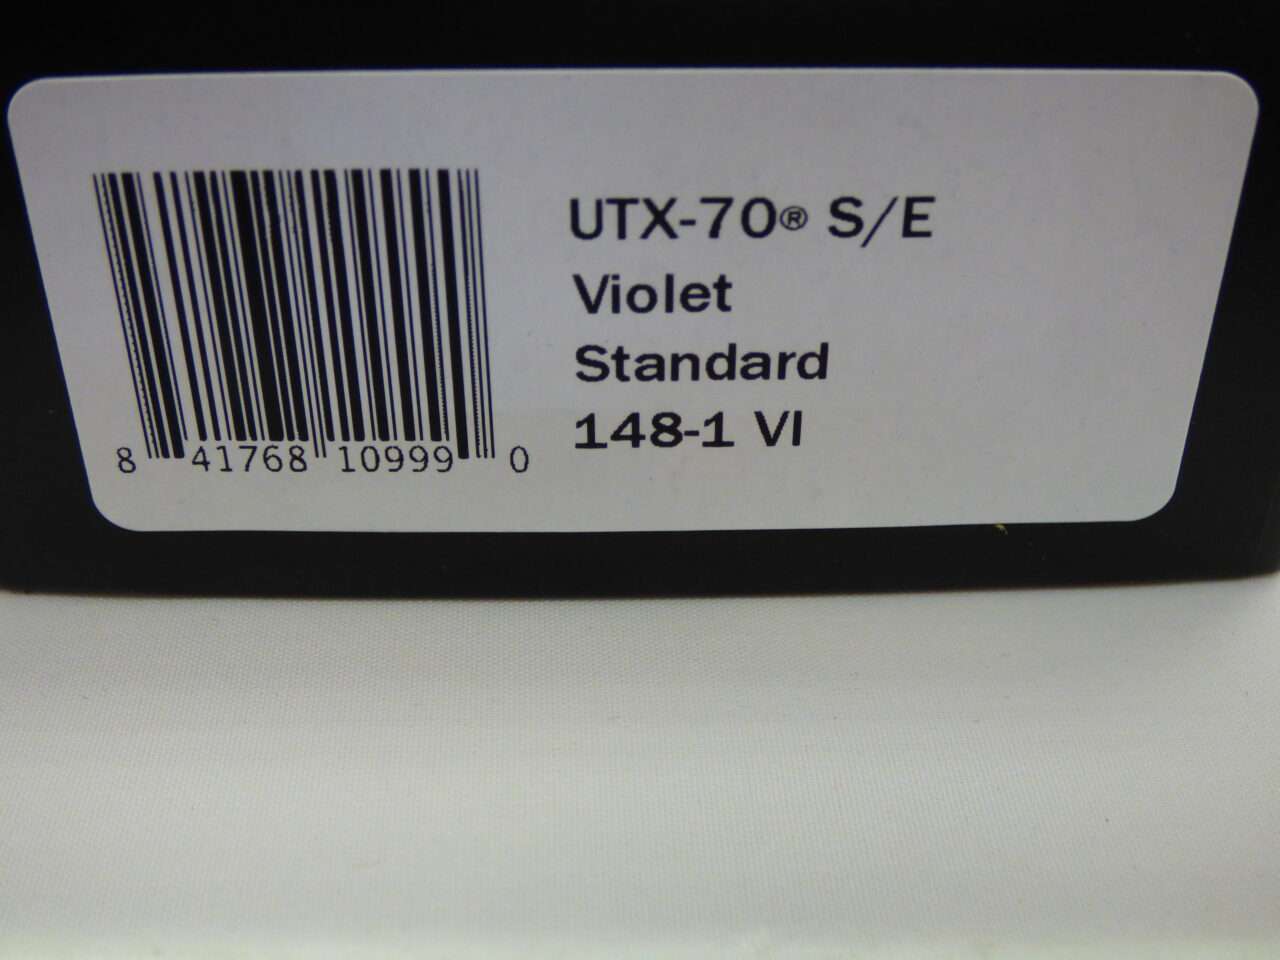 UTX-70® S/E
Violet
Standard
148-1 VI
8 41768 10999 0